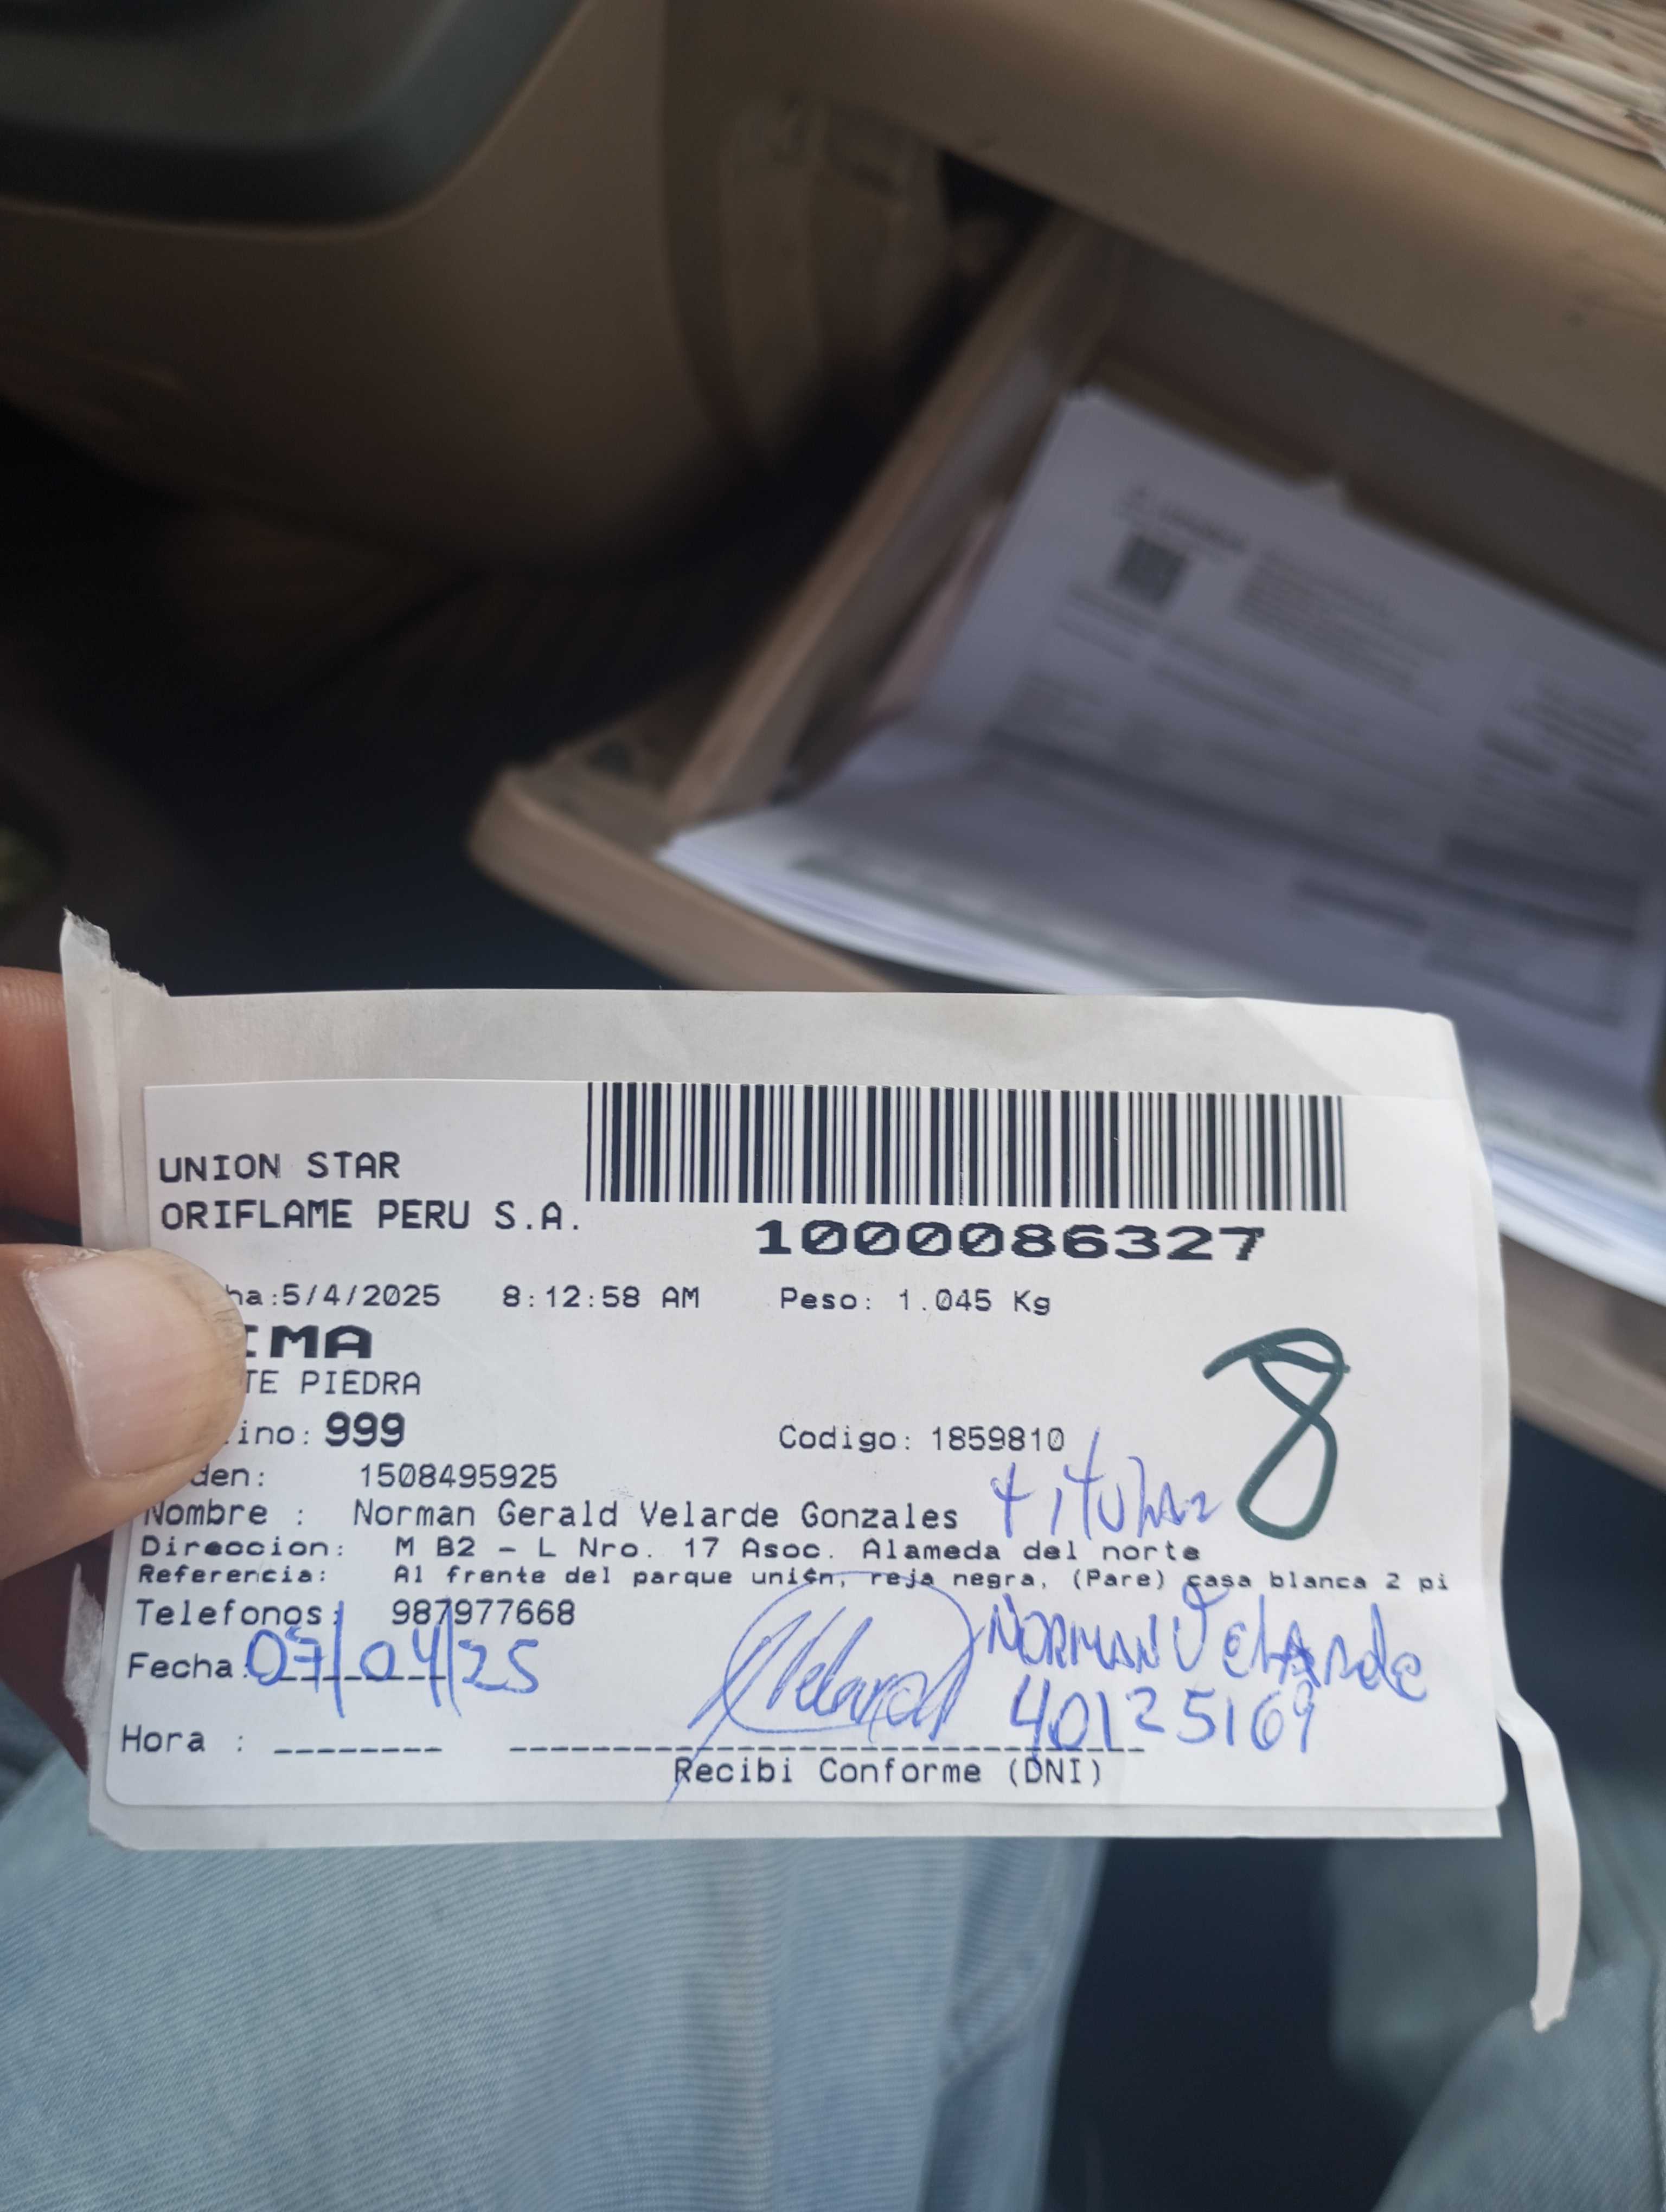 UNION STAR
ORIFLAME PERU S.A.
1000086327
ha:5/4/2025 8:12:58 AM Peso: 1.045 Kg
IMA
TE PIEDRA
8
ino: 999 Codigo: 1859810
den: 1508495925
Nombre : Norman Gerald Velarde Gonzales titular
Direccion: M B2 - L Nro. 17 Asoc. Alameda del norte
Referencia: Al frente del parque uni¢n, reja negra, (Pare) casa blanca 2 pi
Telefonos: 987977668
NORMAN VELARDE
Fecha: 07/04/25 Velarde 40125169
Hora :
Recibi Conforme (DNI)